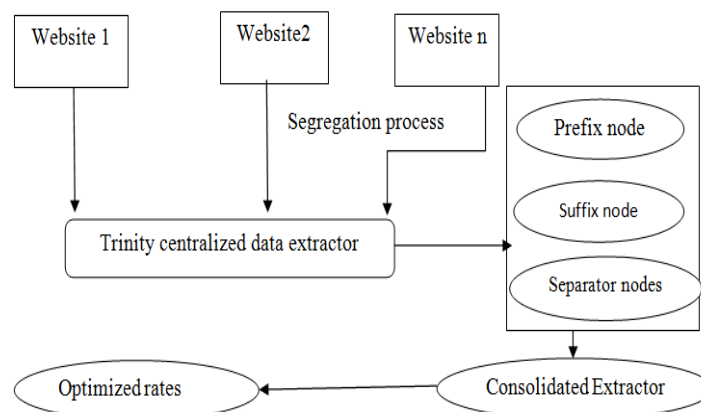 Website 1
Website2
Website n
Segregation process
Prefix node
Suffix node
Trinity centralized data extractor
Separator nodes
Optimized rates
Consolidated Extractor